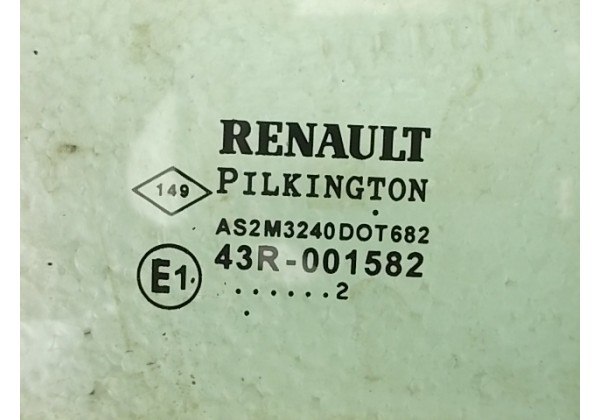 RENAULT
149 PILKINGTON
AS2M3240DOT682
E1 43R-001582
......2